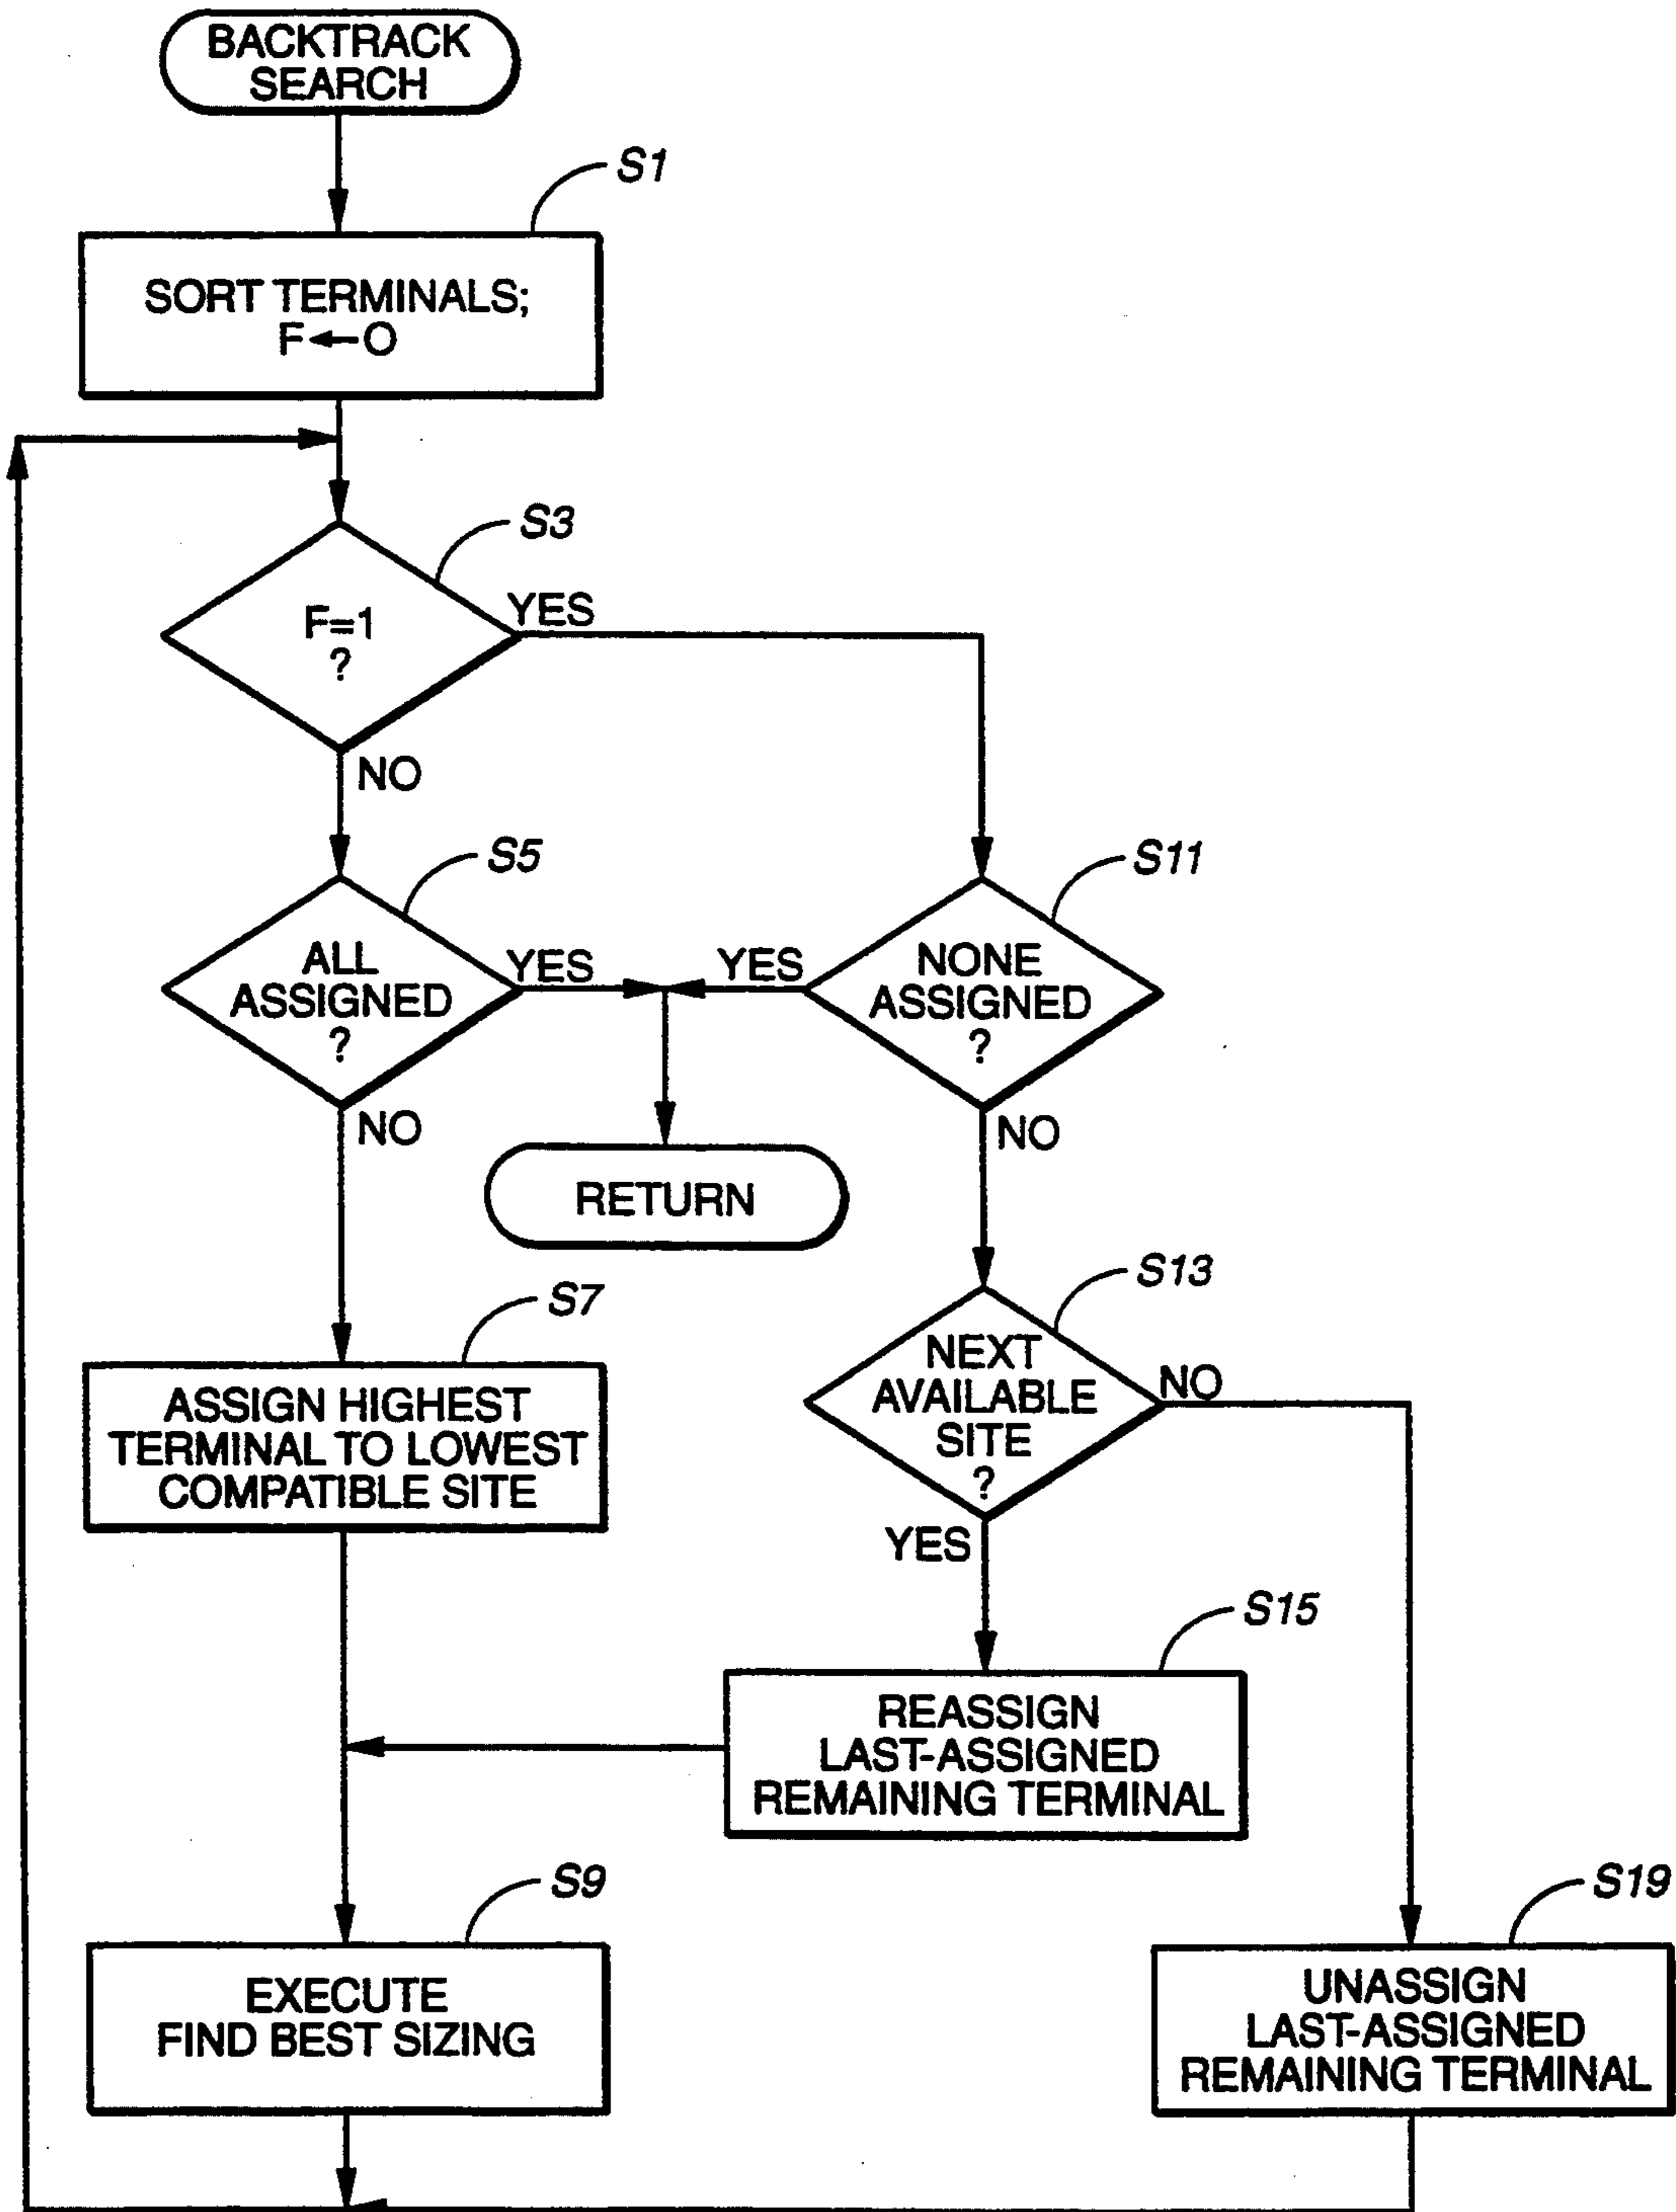 BACKTRACK
SEARCH
S1
SORT TERMINALS;
F←O
S3
F=1
?
YES
NO
S5
ALL
ASSIGNED
?
YES
NO
S11
NONE
ASSIGNED
?
YES
NO
RETURN
S7
ASSIGN HIGHEST
TERMINAL TO LOWEST
COMPATIBLE SITE
S13
NEXT
AVAILABLE
SITE
?
NO
YES
S15
REASSIGN
LAST-ASSIGNED
REMAINING TERMINAL
S9
EXECUTE
FIND BEST SIZING
S19
UNASSIGN
LAST-ASSIGNED
REMAINING TERMINAL